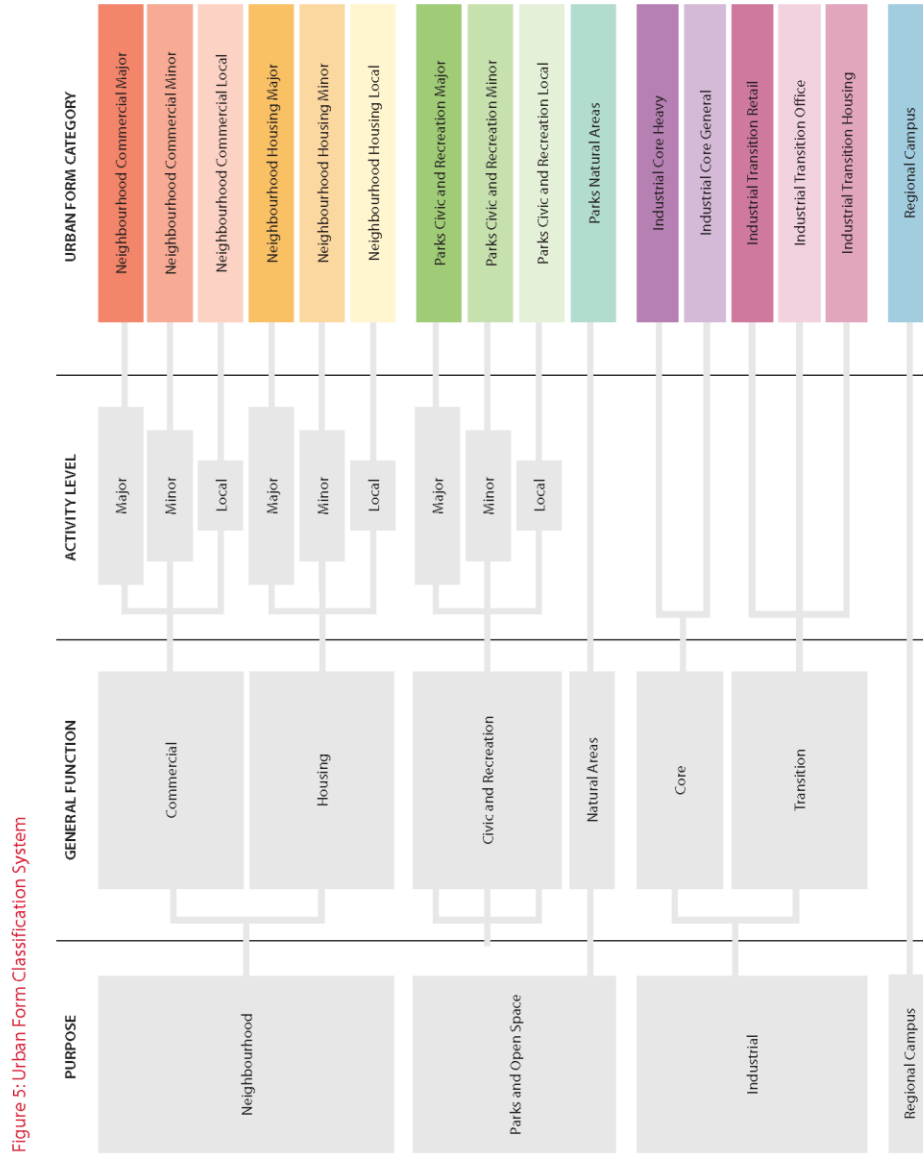 Figure 5: Urban Form Classification System
PURPOSE
GENERAL FUNCTION
ACTIVITY LEVEL
URBAN FORM CATEGORY
Neighbourhood
Commercial
Major
Neighbourhood Commercial Major
Minor
Neighbourhood Commercial Minor
Local
Neighbourhood Commercial Local
Housing
Major
Neighbourhood Housing Major
Minor
Neighbourhood Housing Minor
Local
Neighbourhood Housing Local
Parks and Open Space
Civic and Recreation
Major
Parks Civic and Recreation Major
Minor
Parks Civic and Recreation Minor
Local
Parks Civic and Recreation Local
Natural Areas
Parks Natural Areas
Industrial
Core
Industrial Core Heavy
Industrial Core General
Transition
Industrial Transition Retail
Industrial Transition Office
Industrial Transition Housing
Regional Campus
Regional Campus